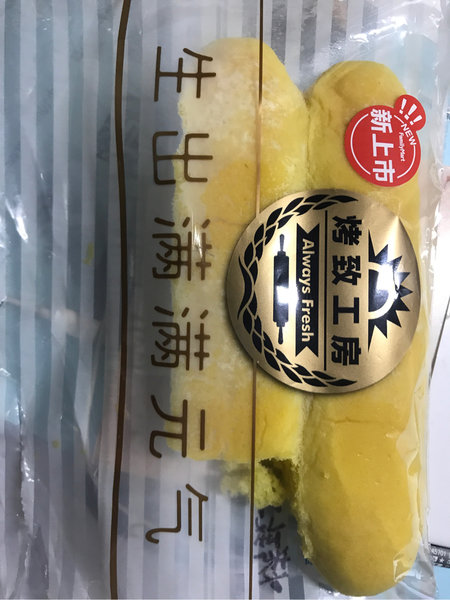 生出满满元气
烤致工房
Always Fresh
新上市
NEW
FamilyMart